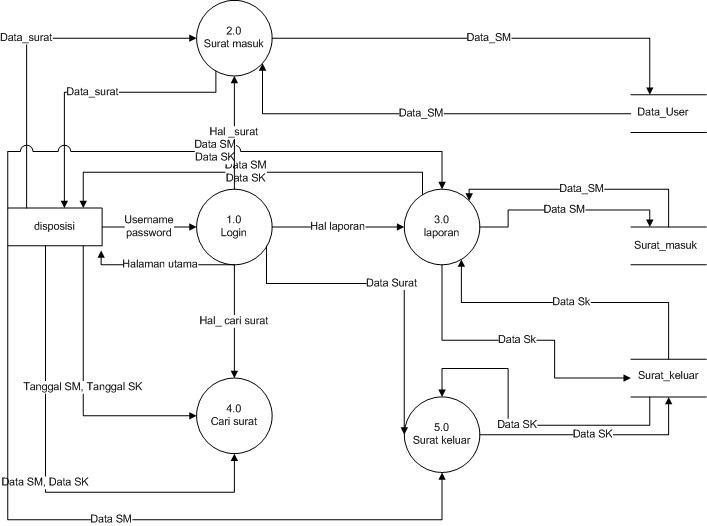 2.0
Surat masuk
Data_surat
Data_SM
Data_surat
Data_SM
Data_User
Hal_surat
Data SM
Data SK
Data SM
Data SK
disposisi
Username
password
1.0
Login
Hal laporan
3.0
laporan
Data_SM
Data SM
Surat_masuk
Halaman utama
Data Surat
Data Sk
Hal_ cari surat
Data Sk
Surat_keluar
Tanggal SM, Tanggal SK
4.0
Cari surat
5.0
Surat keluar
Data SK
Data SK
Data SM, Data SK
Data SM